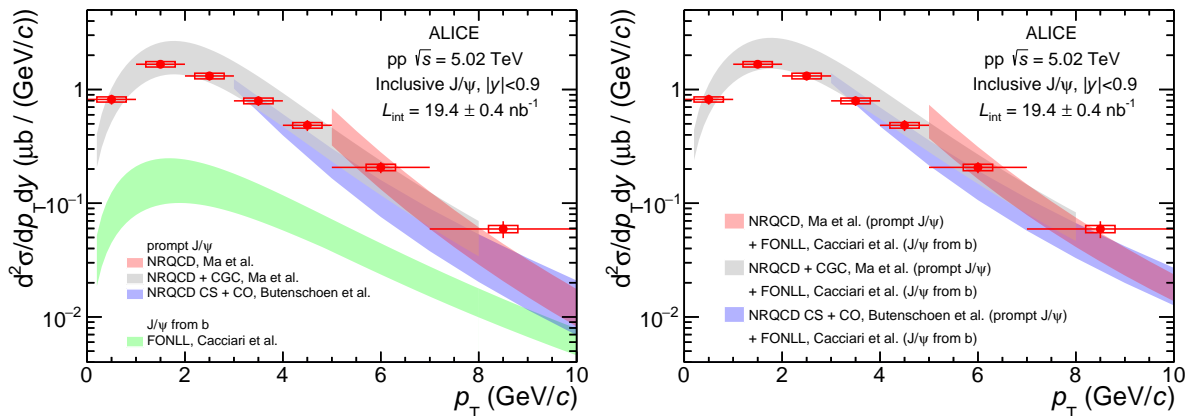 d²σ/dp_T dy (μb / (GeV/c))
1
10⁻¹
10⁻²
ALICE
pp √s = 5.02 TeV
Inclusive J/ψ, |y|<0.9
L_int = 19.4 ± 0.4 nb⁻¹
prompt J/ψ
NRQCD, Ma et al.
NRQCD + CGC, Ma et al.
NRQCD CS + CO, Butenschoen et al.
J/ψ from b
FONLL, Cacciari et al.
0 2 4 6 8 10
p_T (GeV/c)
d²σ/dp_T dy (μb / (GeV/c))
1
10⁻¹
10⁻²
ALICE
pp √s = 5.02 TeV
Inclusive J/ψ, |y|<0.9
L_int = 19.4 ± 0.4 nb⁻¹
NRQCD, Ma et al. (prompt J/ψ)
+ FONLL, Cacciari et al. (J/ψ from b)
NRQCD + CGC, Ma et al. (prompt J/ψ)
+ FONLL, Cacciari et al. (J/ψ from b)
NRQCD CS + CO, Butenschoen et al. (prompt J/ψ)
+ FONLL, Cacciari et al. (J/ψ from b)
0 2 4 6 8 10
p_T (GeV/c)